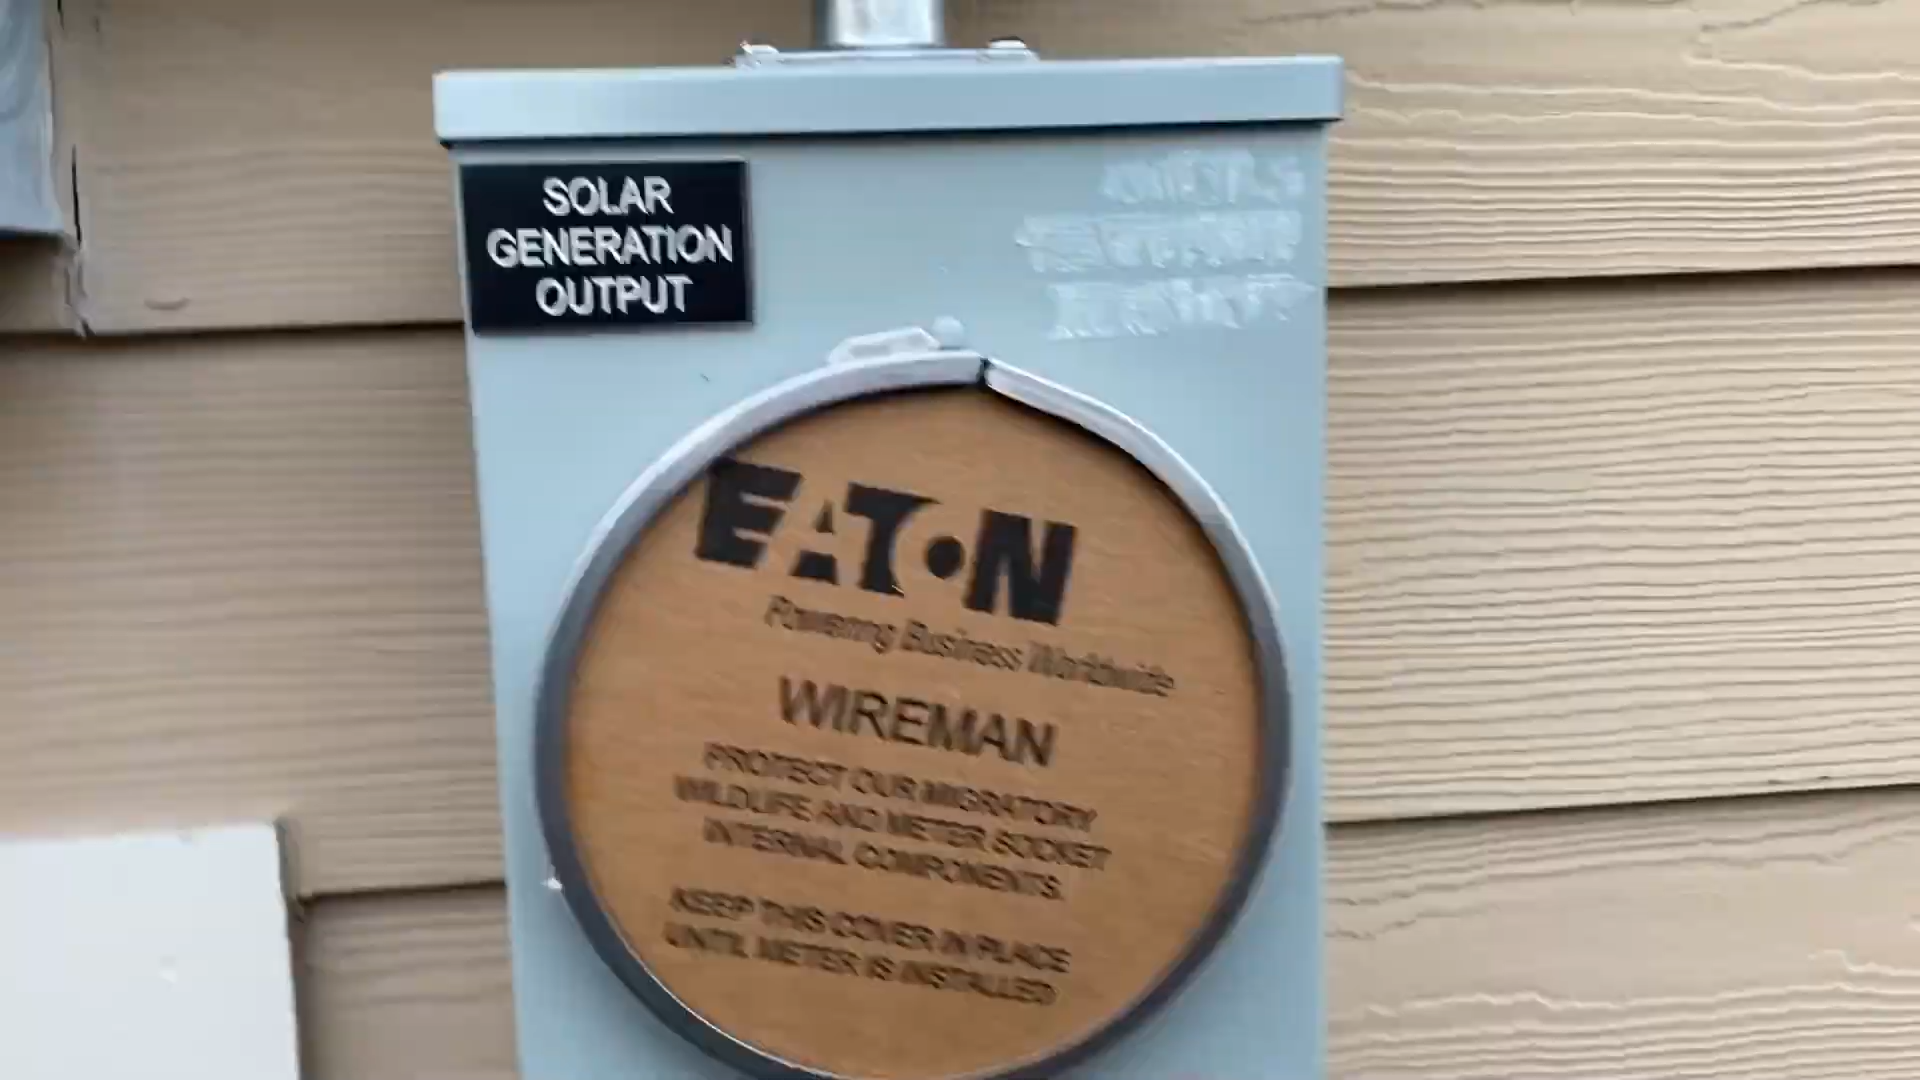 SOLAR
GENERATION
OUTPUT
EATON
Powering Business Worldwide
WIREMAN
PROTECT OUR MIGRATORY
WILDLIFE AND METER SOCKET
INTERNAL COMPONENTS.
KEEP THIS COVER IN PLACE
UNTIL METER IS INSTALLED